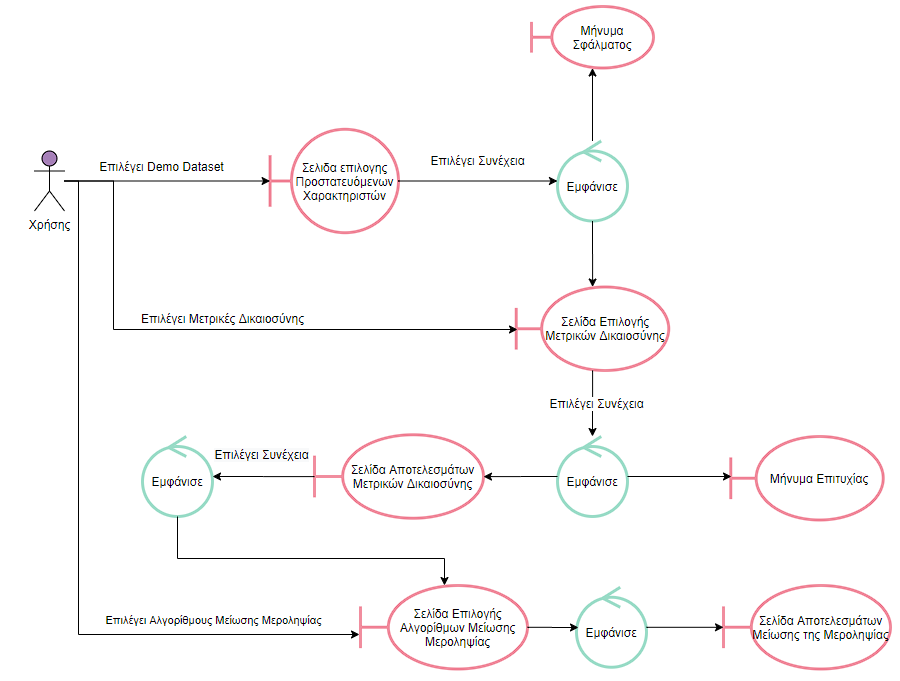 Μήνυμα
Σφάλματος
Επιλέγει Demo Dataset
Σελιδα επιλογης
Προστατευόμενων
Χαρακτηριστών
Επιλέγει Συνέχεια
Εμφάνισε
Χρήσης
Επιλέγει Μετρικές Δικαιοσύνης
Σελίδα Επιλογής
Μετρικών Δικαιοσύνης
Επιλέγει Συνέχεια
Εμφάνισε
Επιλέγει Συνέχεια
Σελίδα Αποτελεσμάτων
Μετρικών Δικαιοσύνης
Εμφάνισε
Μήνυμα Επιτυχίας
Επιλέγει Αλγορίθμους Μείωσης Μεροληψίας
Σελίδα Επιλογής
Αλγορίθμων Μείωσης
Μεροληψίας
Εμφάνισε
Σελίδα Αποτελεσμάτων
Μείωσης της Μεροληψίας